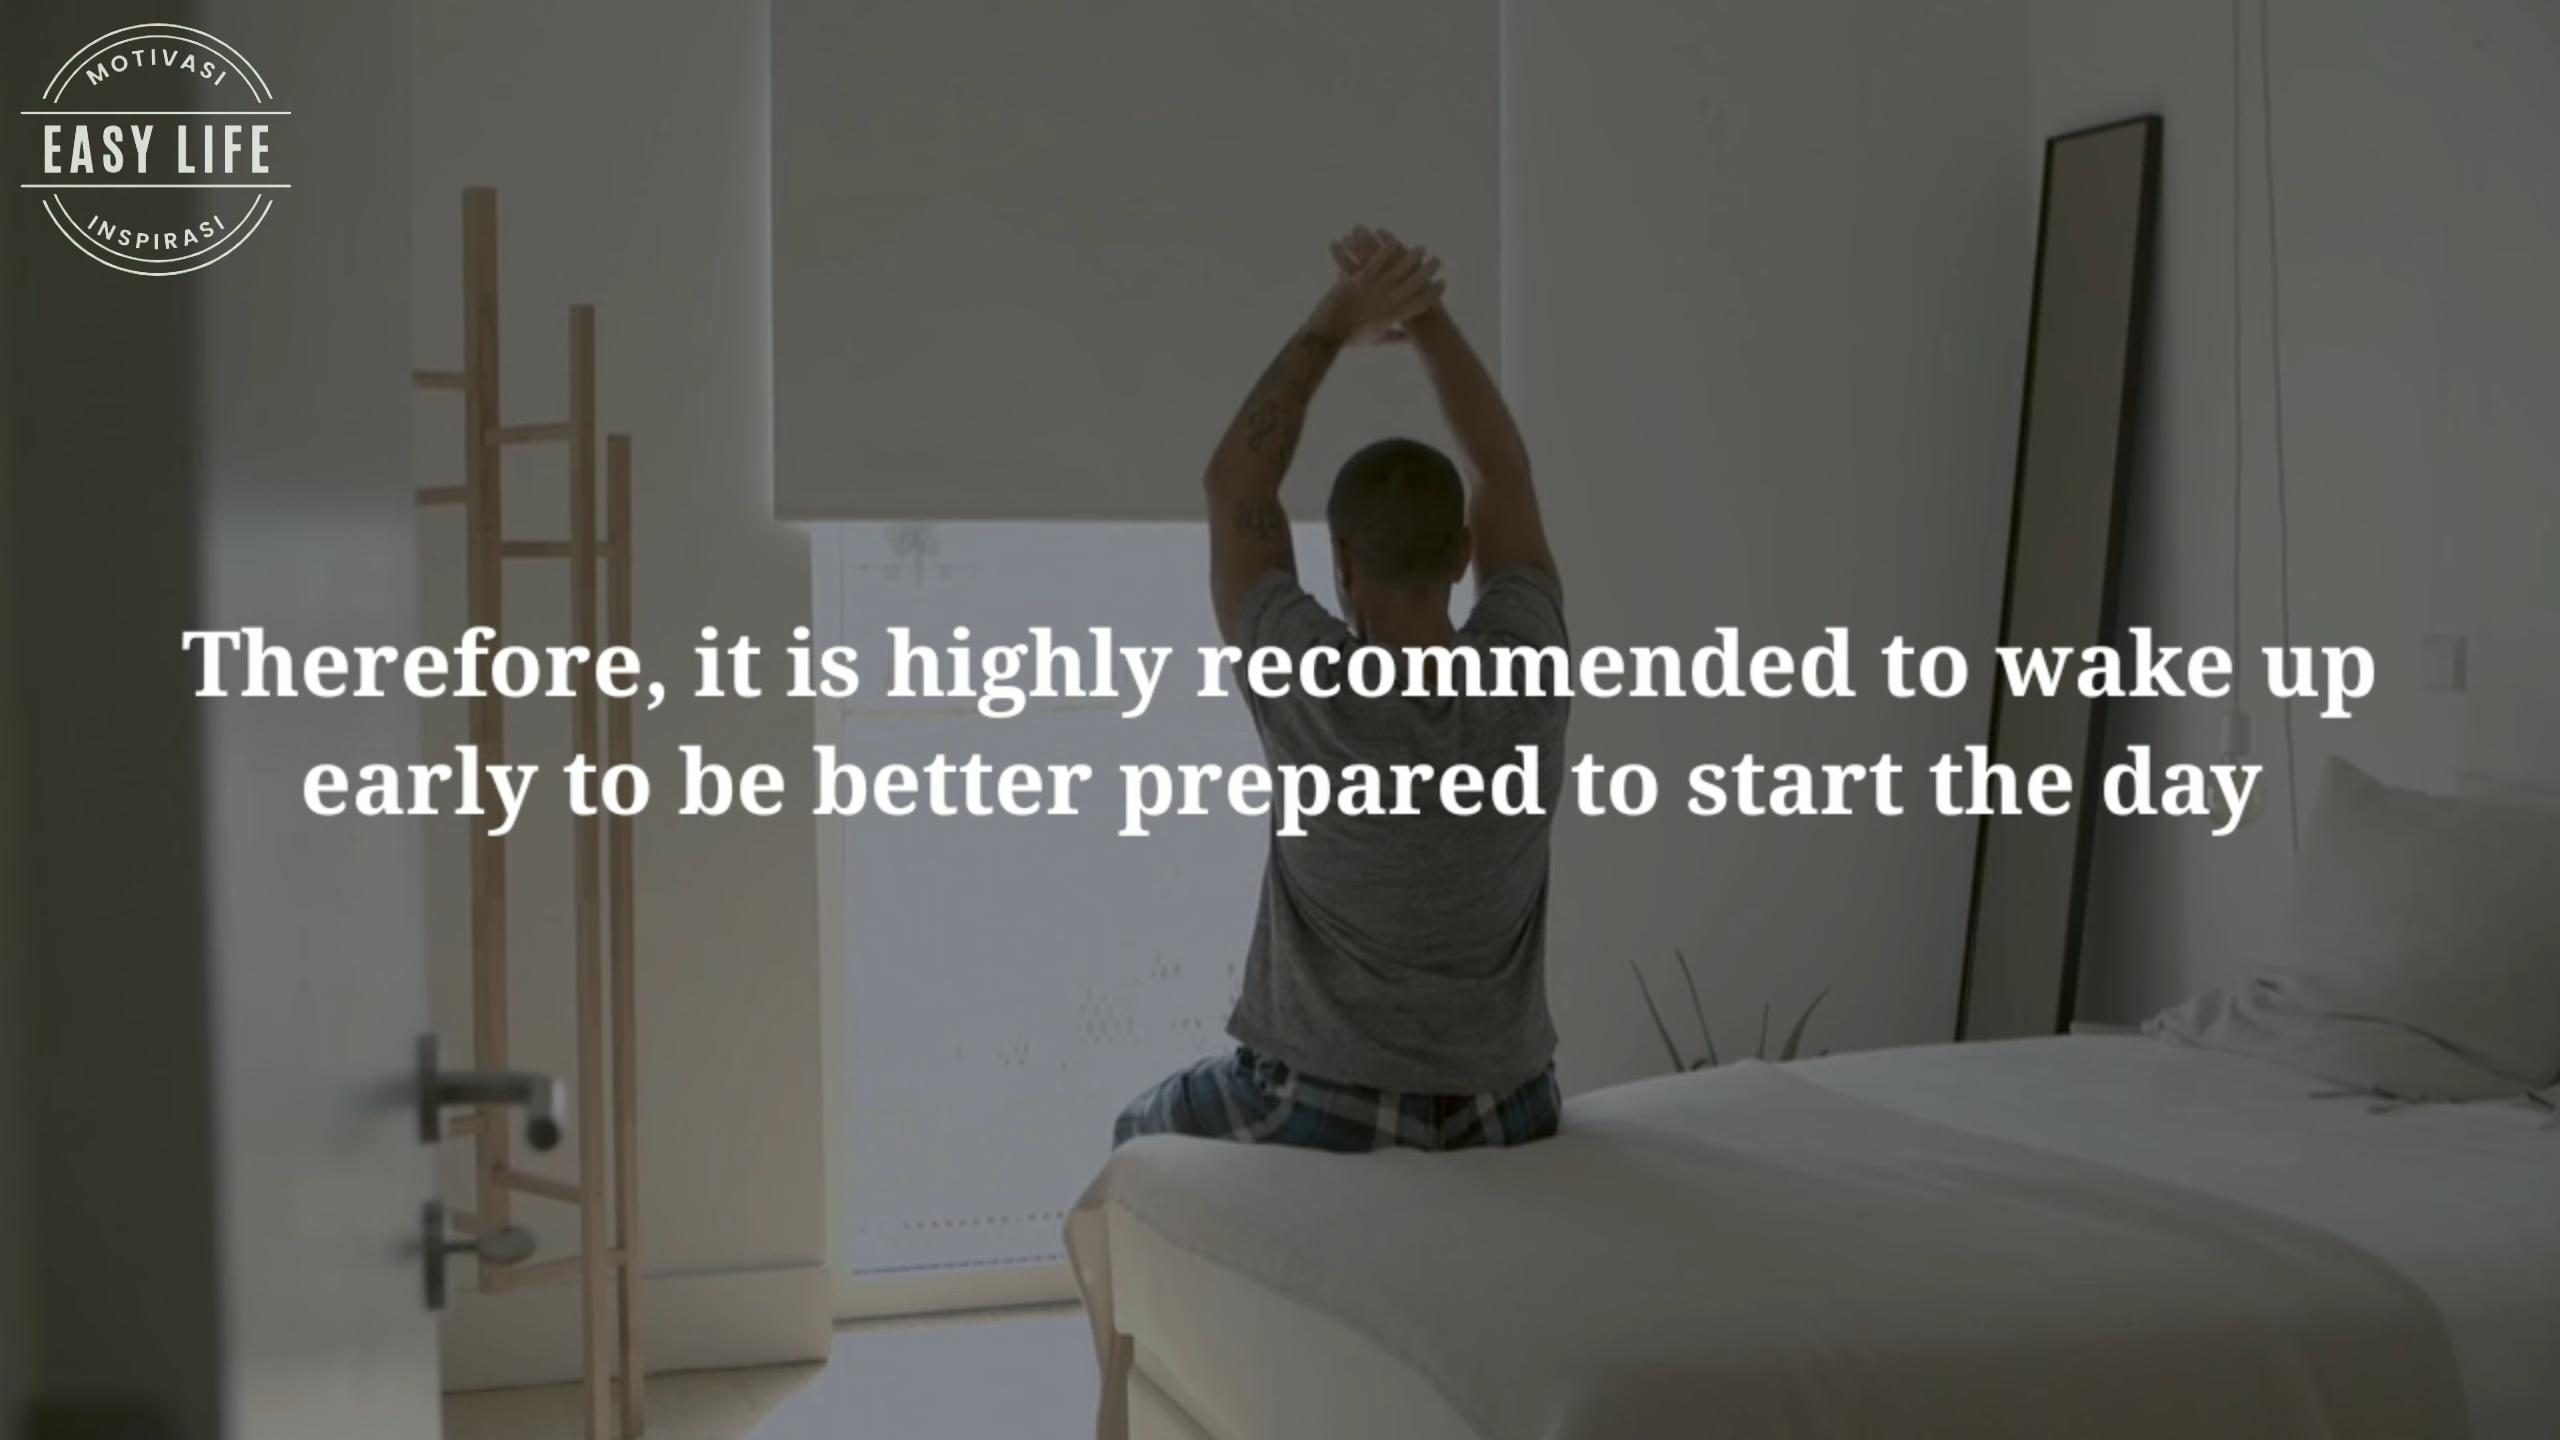 MOTIVASI
EASY LIFE
INSPIRASI
Therefore, it is highly recommended to wake up
early to be better prepared to start the day